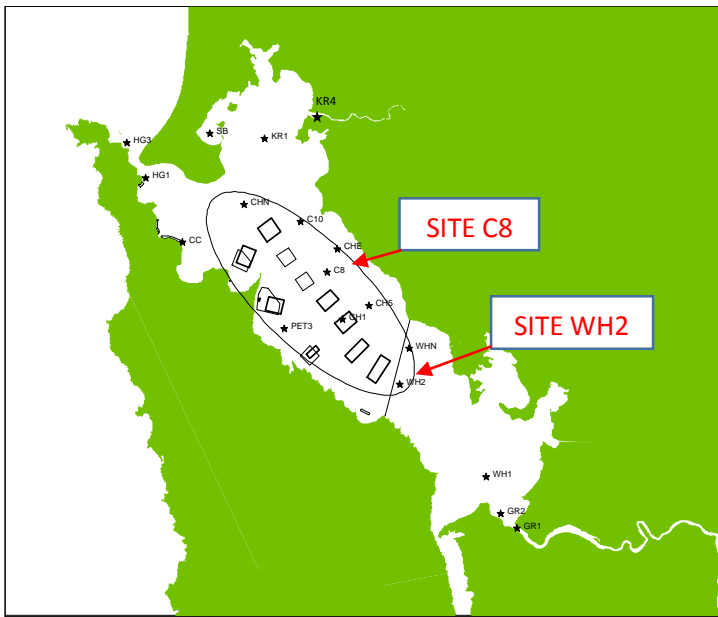 KR4
SB
KR1
HG3
HG1
CHN
C10
SITE C8
CC
CHE
C8
CH5
CH1
SITE WH2
PET3
WHN
WH2
WH1
GR2
GR1